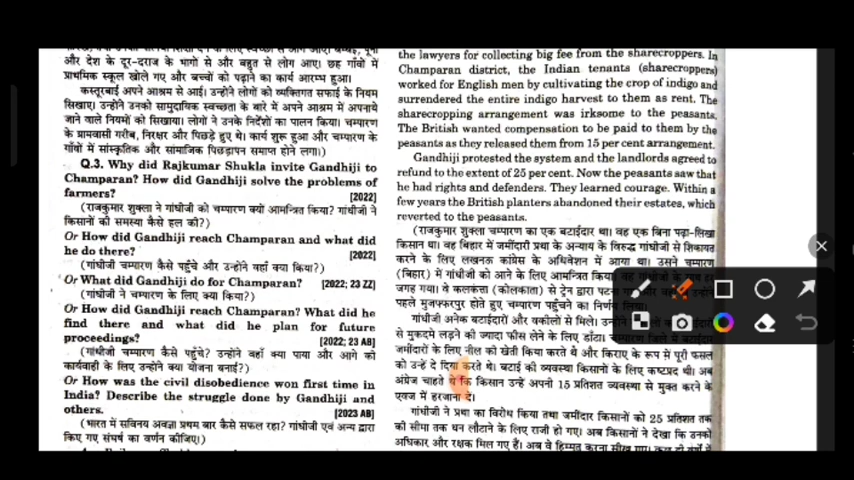 और देश के दूर-दराज के भागो से और बहुत से लोग आए। छह गाँवों में
प्राथमिक स्कूल खोले गए और बच्चों को पढ़ाने का कार्य आरम्भ हुआ।
कस्तूरबाई अपने आश्रम से आई। उन्होंने लोगों को व्यक्तिगत सफाई के नियम
सिखाए। उन्होंने उनको सामुदायिक स्वच्छता के बारे में अपने आश्रम में अपनाये
जाने वाले नियमों को सिखाया। लोगो ने उनके निर्देशों का पालन किया। चम्पारण
के ग्रामवासी गरीब, निरक्षर और पिछड़े हुए थे। कार्य शुरू हुआ और चम्पारण के
गाँवों में सांस्कृतिक और सामाजिक पिछड़ापन समाप्त होने लगा।)
Q.3. Why did Rajkumar Shukla invite Gandhiji to
Champaran? How did Gandhiji solve the problems of
farmers? [2022]
(राजकुमार शुक्ला ने गांधीजी को चम्पारण क्यों आमन्त्रित किया? गांधीजी ने
किसानों की समस्या कैसे हल की?)
Or How did Gandhiji reach Champaran and what did
he do there? [2022]
(गांधीजी चम्पारण कैसे पहुँचे और उन्होंने वहाँ क्या किया?)
Or What did Gandhiji do for Champaran? [2022; 23 ZZ]
(गांधीजी ने चम्पारण के लिए क्या किया?)
Or How did Gandhiji reach Champaran? What did he
find there and what did he plan for future
proceedings? [2022; 23 AB]
(गांधीजी चम्पारण कैसे पहुँचे? उन्होंने वहाँ क्या पाया और आगे को
कार्यवाही के लिए उन्होंने क्या योजना बनाई?)
Or How was the civil disobedience won first time in
India? Describe the struggle done by Gandhiji and
others. [2023 AB]
(भारत में सविनय अवज्ञा प्रथम बार कैसे सफल रहा? गांधीजी एवं अन्य द्वारा
किए गए संघर्ष का वर्णन कीजिए।)
the lawyers for collecting big fee from the sharecroppers. In
Champaran district, the Indian tenants (sharecroppers)
worked for English men by cultivating the crop of indigo and
surrendered the entire indigo harvest to them as rent. The
sharecropping arrangement was irksome to the peasants.
The British wanted compensation to be paid to them by the
peasants as they released them from 15 per cent arrangement.
Gandhiji protested the system and the landlords agreed to
refund to the extent of 25 per cent. Now the peasants saw that
he had rights and defenders. They learned courage. Within a
few years the British planters abandoned their estates, which
reverted to the peasants.
(राजकुमार शुक्ला चम्पारण का एक बटाईदार था। वह एक बिना पढ़ा-लिखा
किसान था। वह बिहार में जमींदारी प्रथा के अन्याय के विरुद्ध गांधीजी से शिकायत
करने के लिए लखनऊ कांग्रेस के अधिवेशन में आया था। उसने चम्पारण
(बिहार) में गांधीजी को आने के लिए आमन्त्रित किया।
जगह गया। वे कलकत्ता (कोलकाता) से ट्रेन द्वारा पटना
पहले मुजफ्फरपुर होते हुए चम्पारण पहुँचने का निर्णय
गांधीजी अनेक बटाईदारों और वकीलों से मिले।
से मुकदमे लड़ने की ज्यादा फीस लेने के लिए डाँटा।
जमींदारों के लिए नील को खेती किया करते थे और किराए के रूप में पूरी फसल
को उन्हें दे दिया करते थे। बटाई की व्यवस्था किसानों के लिए कष्टप्रद थी। अब
अंग्रेज चाहते थे कि किसान उन्हें अपनी 15 प्रतिशत व्यवस्था से मुक्त करने के
एवज में हरजाना दें।
गांधीजी ने प्रथा का विरोध किया तथा जमींदार किसानों को 25 प्रतिशत तक
की सीमा तक धन लौटाने के लिए राजी हो गए। अब किसानों ने देखा कि उनको
अधिकार और रक्षक मिल गए हैं। अब वे हिम्मत करना सीख गए।